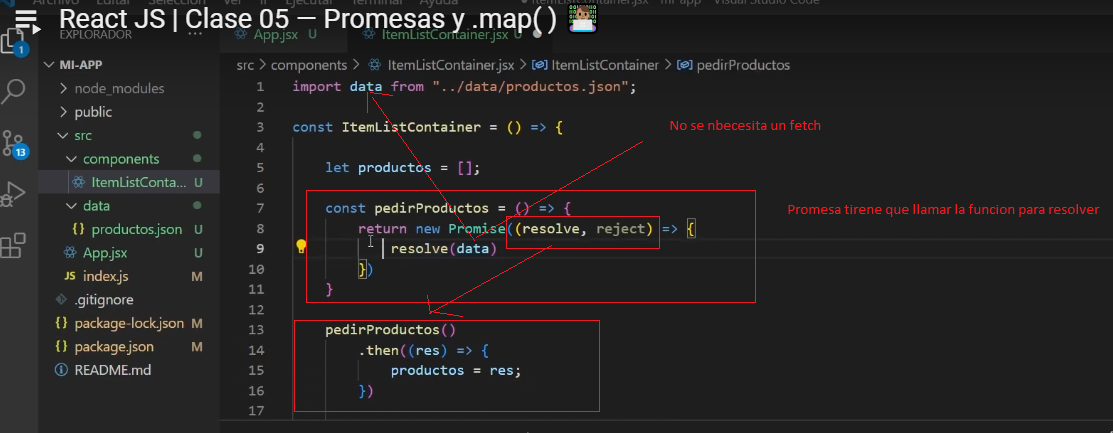 React JS | Clase 05 — Promesas y .map()
Archivo Editar Selección Ver Ir Ejecutar Terminal Ayuda ItemListContainer.jsx - mi-app - Visual Studio Code
EXPLORADOR ...
App.jsx U
ItemListContainer.jsx U
MI-APP
node_modules
public
src
components
ItemListConta... U
data
productos.json U
App.jsx U
JS index.js M
.gitignore
{} package-lock.json M
{} package.json M
README.md
1
13
src > components > ItemListContainer.jsx > ItemListContainer > pedirProductos
1 import data from "../data/productos.json";
2
3 const ItemListContainer = () => {
4
5 let productos = [];
6
7 const pedirProductos = () => {
8 return new Promise((resolve, reject) => {
9 resolve(data)
10 })
11 }
12
13 pedirProductos()
14 .then((res) => {
15 productos = res;
16 })
17
No se nbecesita un fetch
Promesa tirene que llamar la funcion para resolver